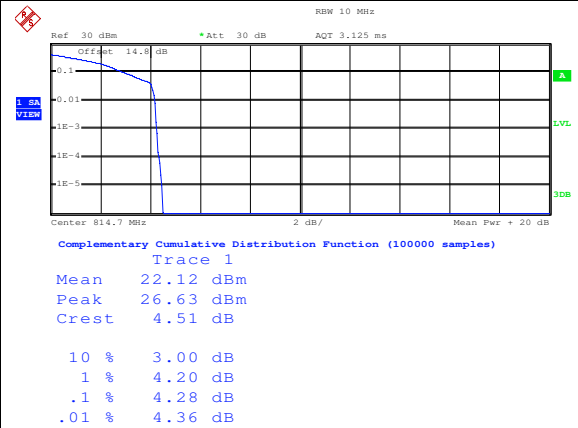 R S
RBW 10 MHz
Ref 30 dBm * Att 30 dB AQT 3.125 ms
Offset 14.8 dB
0.1
A
0.01
1 SA
VIEW
1E-3
LVL
1E-4
1E-5
3DB
Center 814.7 MHz 2 dB/ Mean Pwr + 20 dB
Complementary Cumulative Distribution Function (100000 samples)
Trace 1
Mean 22.12 dBm
Peak 26.63 dBm
Crest 4.51 dB
10 % 3.00 dB
1 % 4.20 dB
.1 % 4.28 dB
.01 % 4.36 dB